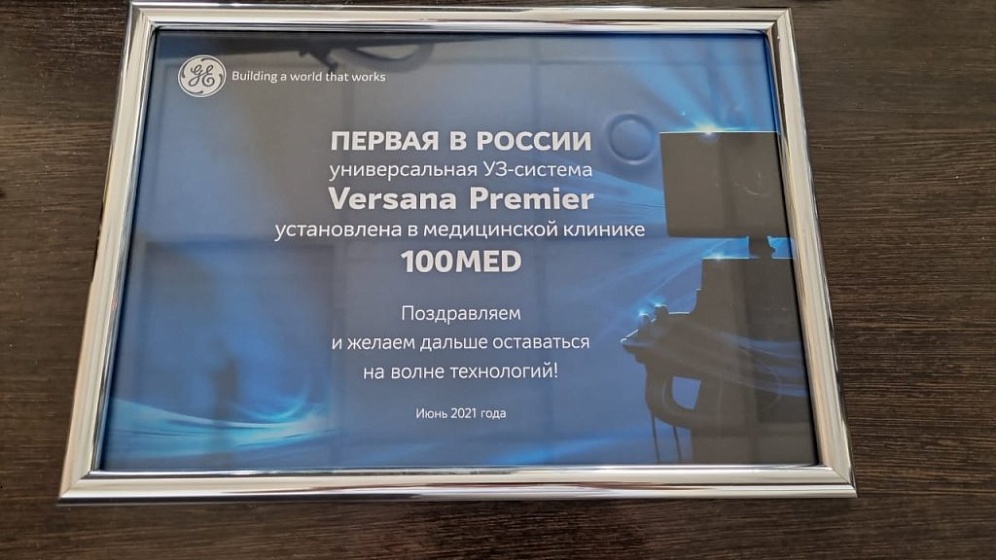 GE Building a world that works
ПЕРВАЯ В РОССИИ
универсальная УЗ-система
Versana Premier
установлена в медицинской клинике
100MED
Поздравляем
и желаем дальше оставаться
на волне технологий!
Июнь 2021 года